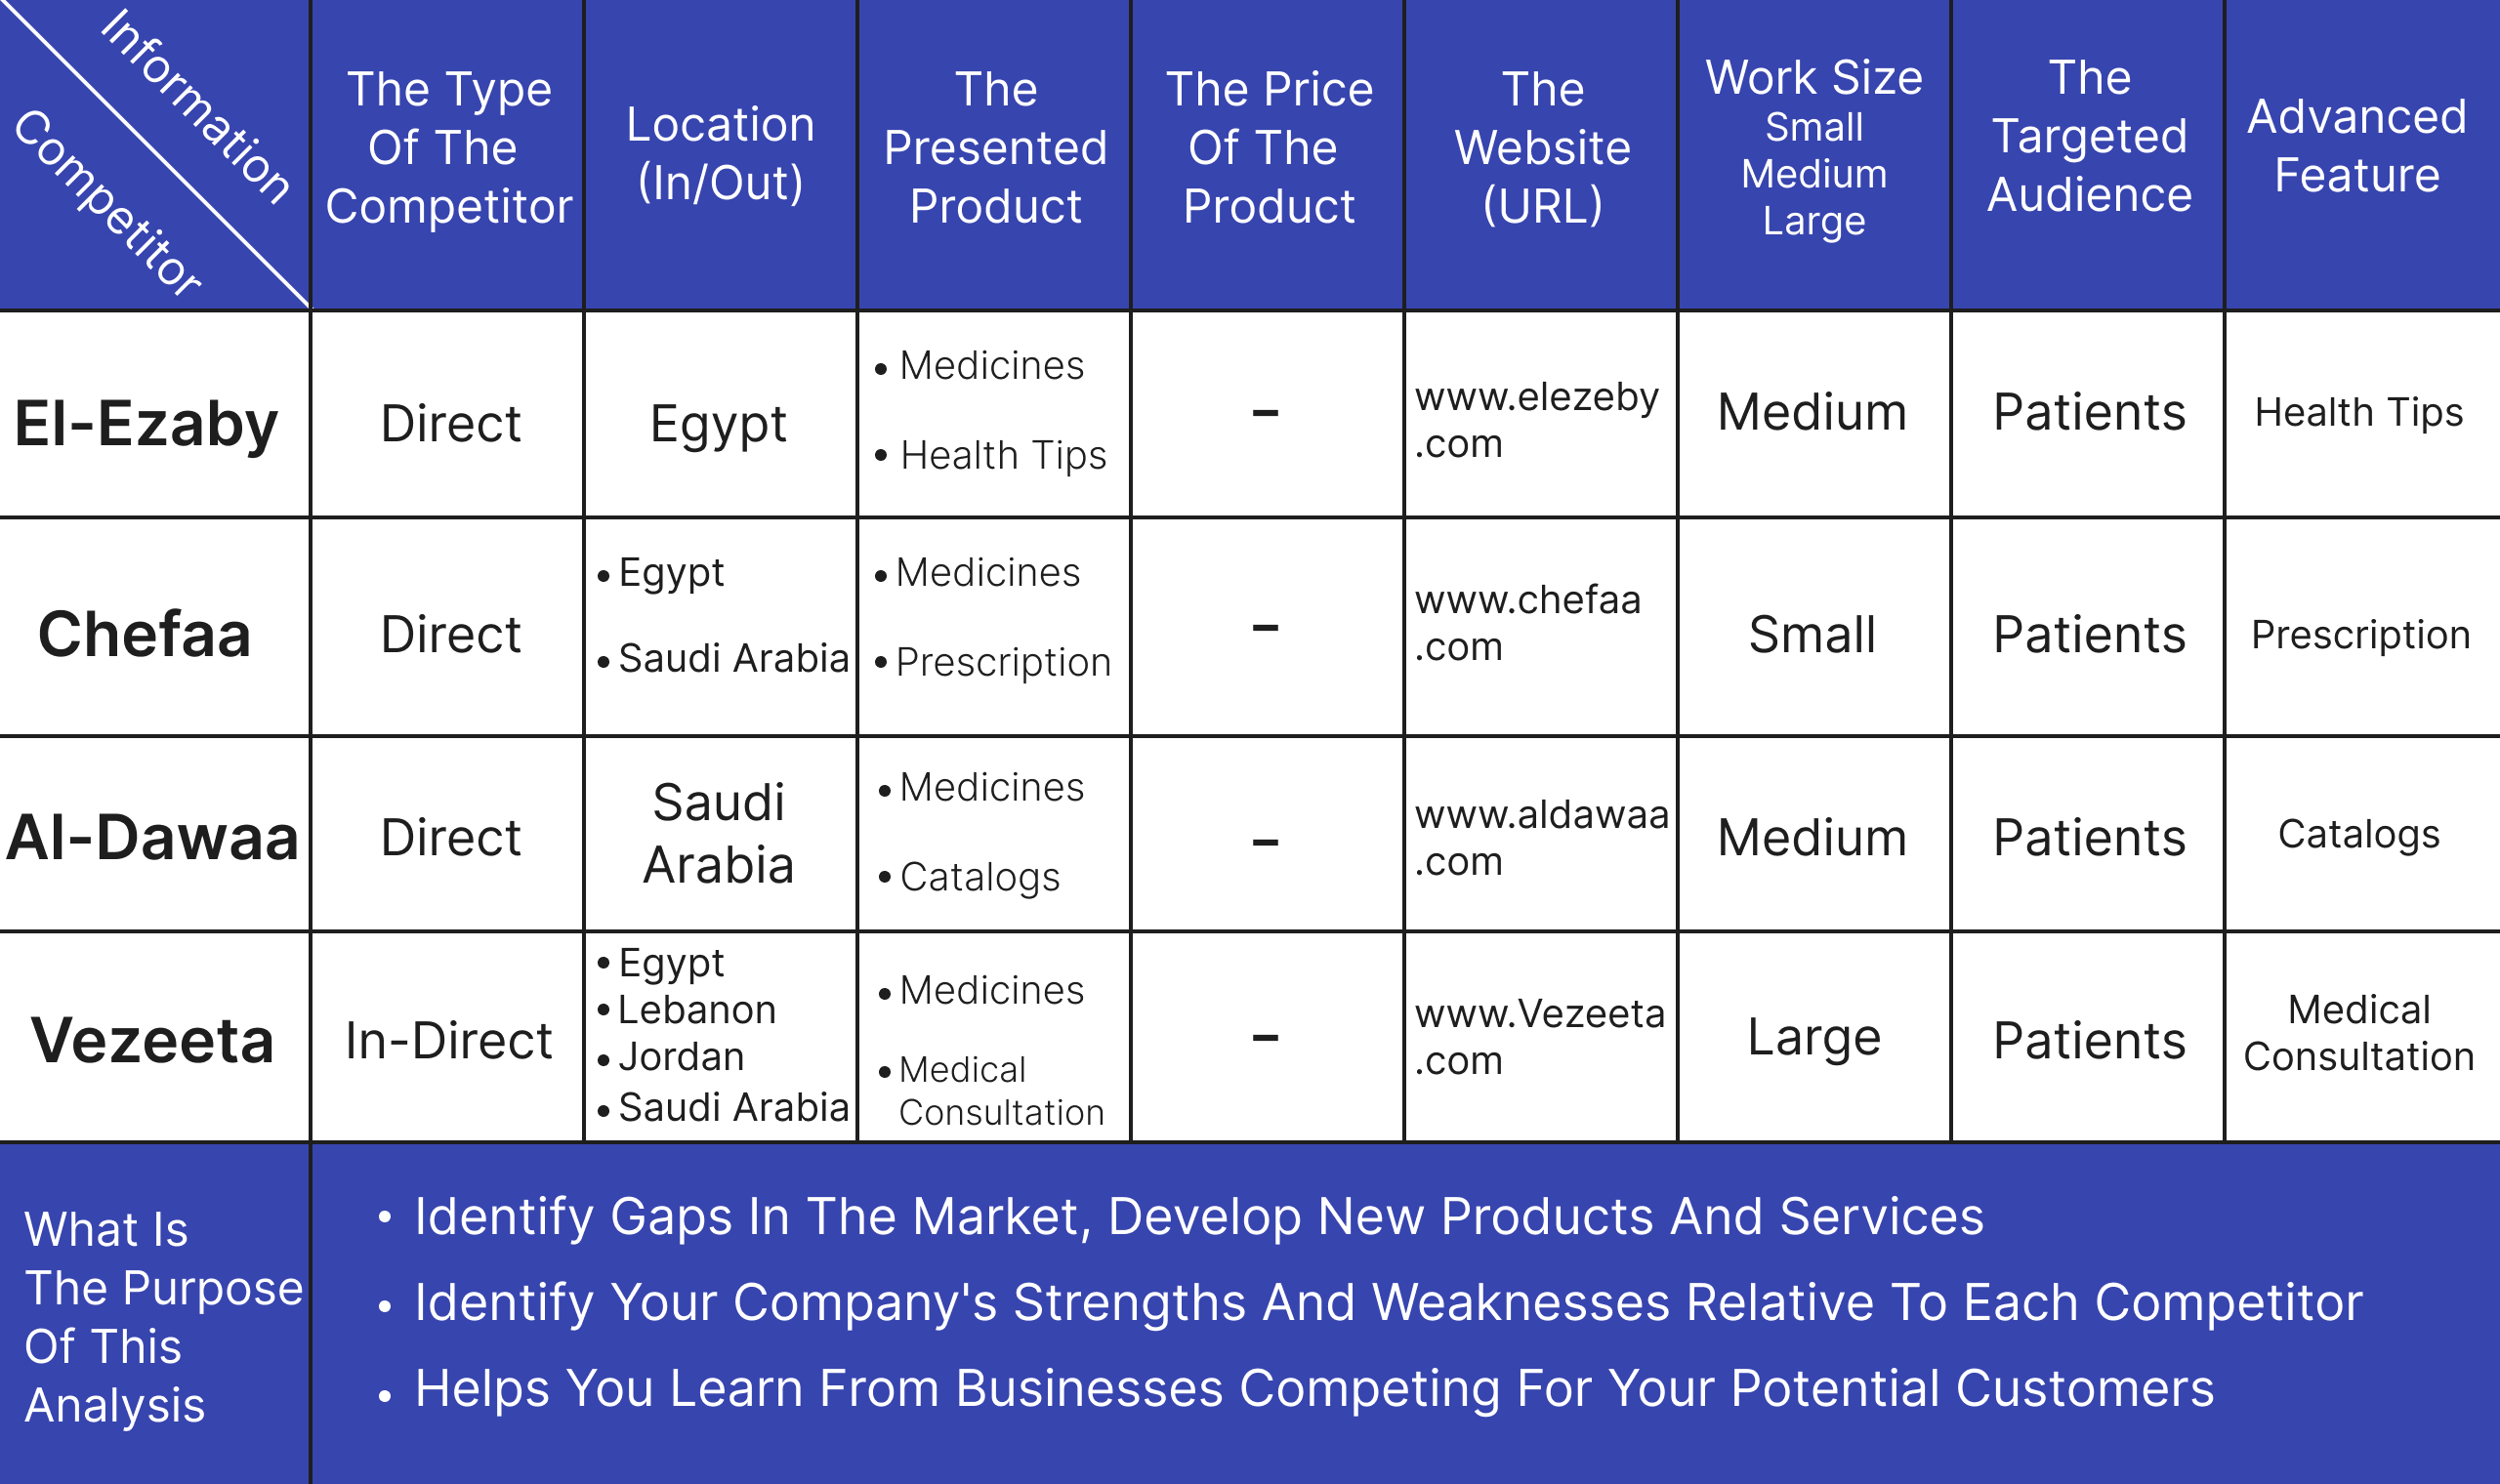 Information
Competitor
The Type
Of The
Competitor
Location
(In/Out)
The
Presented
Product
The Price
Of The
Product
The
Website
(URL)
Work Size
Small
Medium
Large
The
Targeted
Audience
Advanced
Feature
El-Ezaby
Direct
Egypt
• Medicines
• Health Tips
–
www.elezeby
.com
Medium
Patients
Health Tips
Chefaa
Direct
• Egypt
• Saudi Arabia
• Medicines
• Prescription
–
www.chefaa
.com
Small
Patients
Prescription
Al-Dawaa
Direct
Saudi
Arabia
• Medicines
• Catalogs
–
www.aldawaa
.com
Medium
Patients
Catalogs
Vezeeta
In-Direct
• Egypt
• Lebanon
• Jordan
• Saudi Arabia
• Medicines
• Medical
Consultation
–
www.Vezeeta
.com
Large
Patients
Medical
Consultation
What Is
The Purpose
Of This
Analysis
• Identify Gaps In The Market, Develop New Products And Services
• Identify Your Company's Strengths And Weaknesses Relative To Each Competitor
• Helps You Learn From Businesses Competing For Your Potential Customers